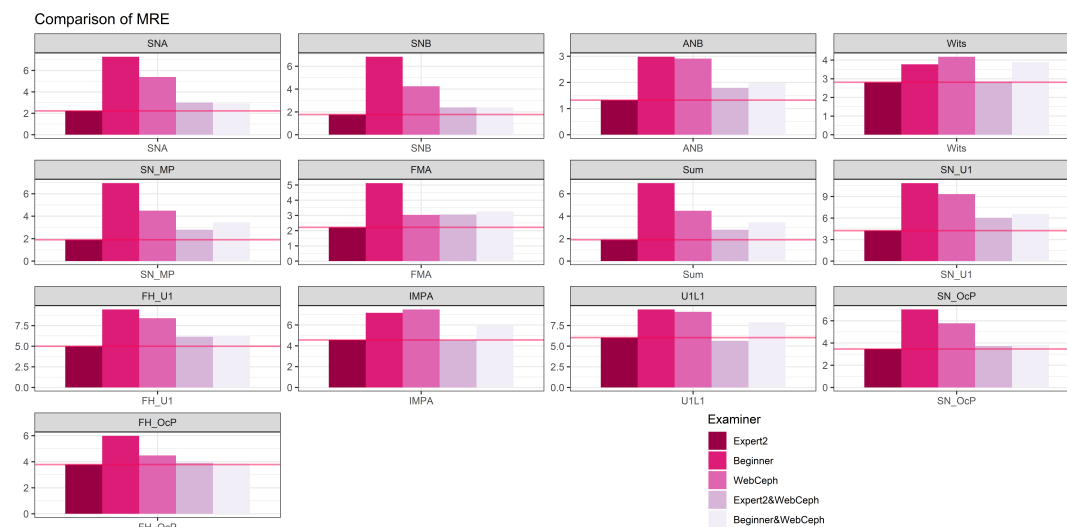 Comparison of MRE
SNA SNB ANB Wits
6 4 2 0
6 4 2 0
3 2 1 0
4 3 2 1 0
SNA SNB ANB Wits
SN_MP FMA Sum SN_U1
6 4 2 0
5 4 3 2 1 0
6 4 2 0
9 6 3 0
SN_MP FMA Sum SN_U1
FH_U1 IMPA U1L1 SN_OcP
7.5 5.0 2.5 0.0
6 4 2 0
7.5 5.0 2.5 0.0
6 4 2 0
FH_U1 IMPA U1L1 SN_OcP
FH_OcP
6 4 2 0
FH_OcP
Examiner
Expert2
Beginner
WebCeph
Expert2&WebCeph
Beginner&WebCeph